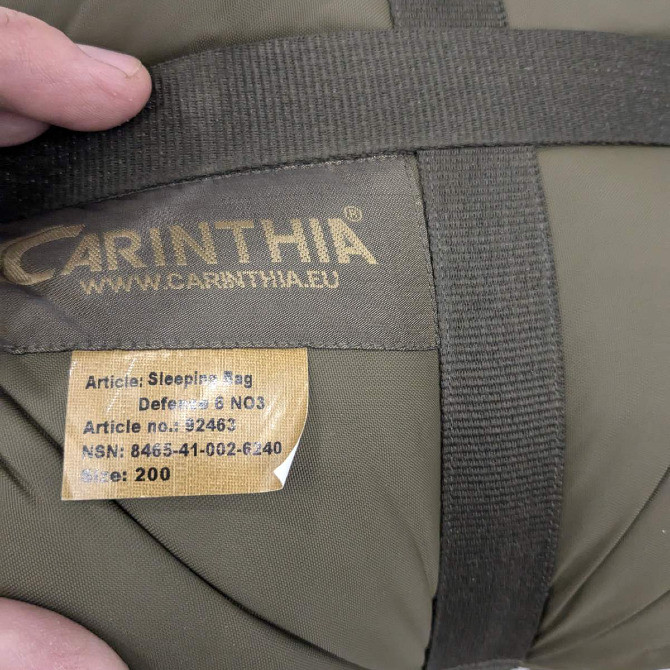 CARINTHIA®
WWW.CARINTHIA.EU
Article: Sleeping Bag
Defence 6 NO3
Article no.: 92463
NSN: 8465-41-002-6240
Size: 200